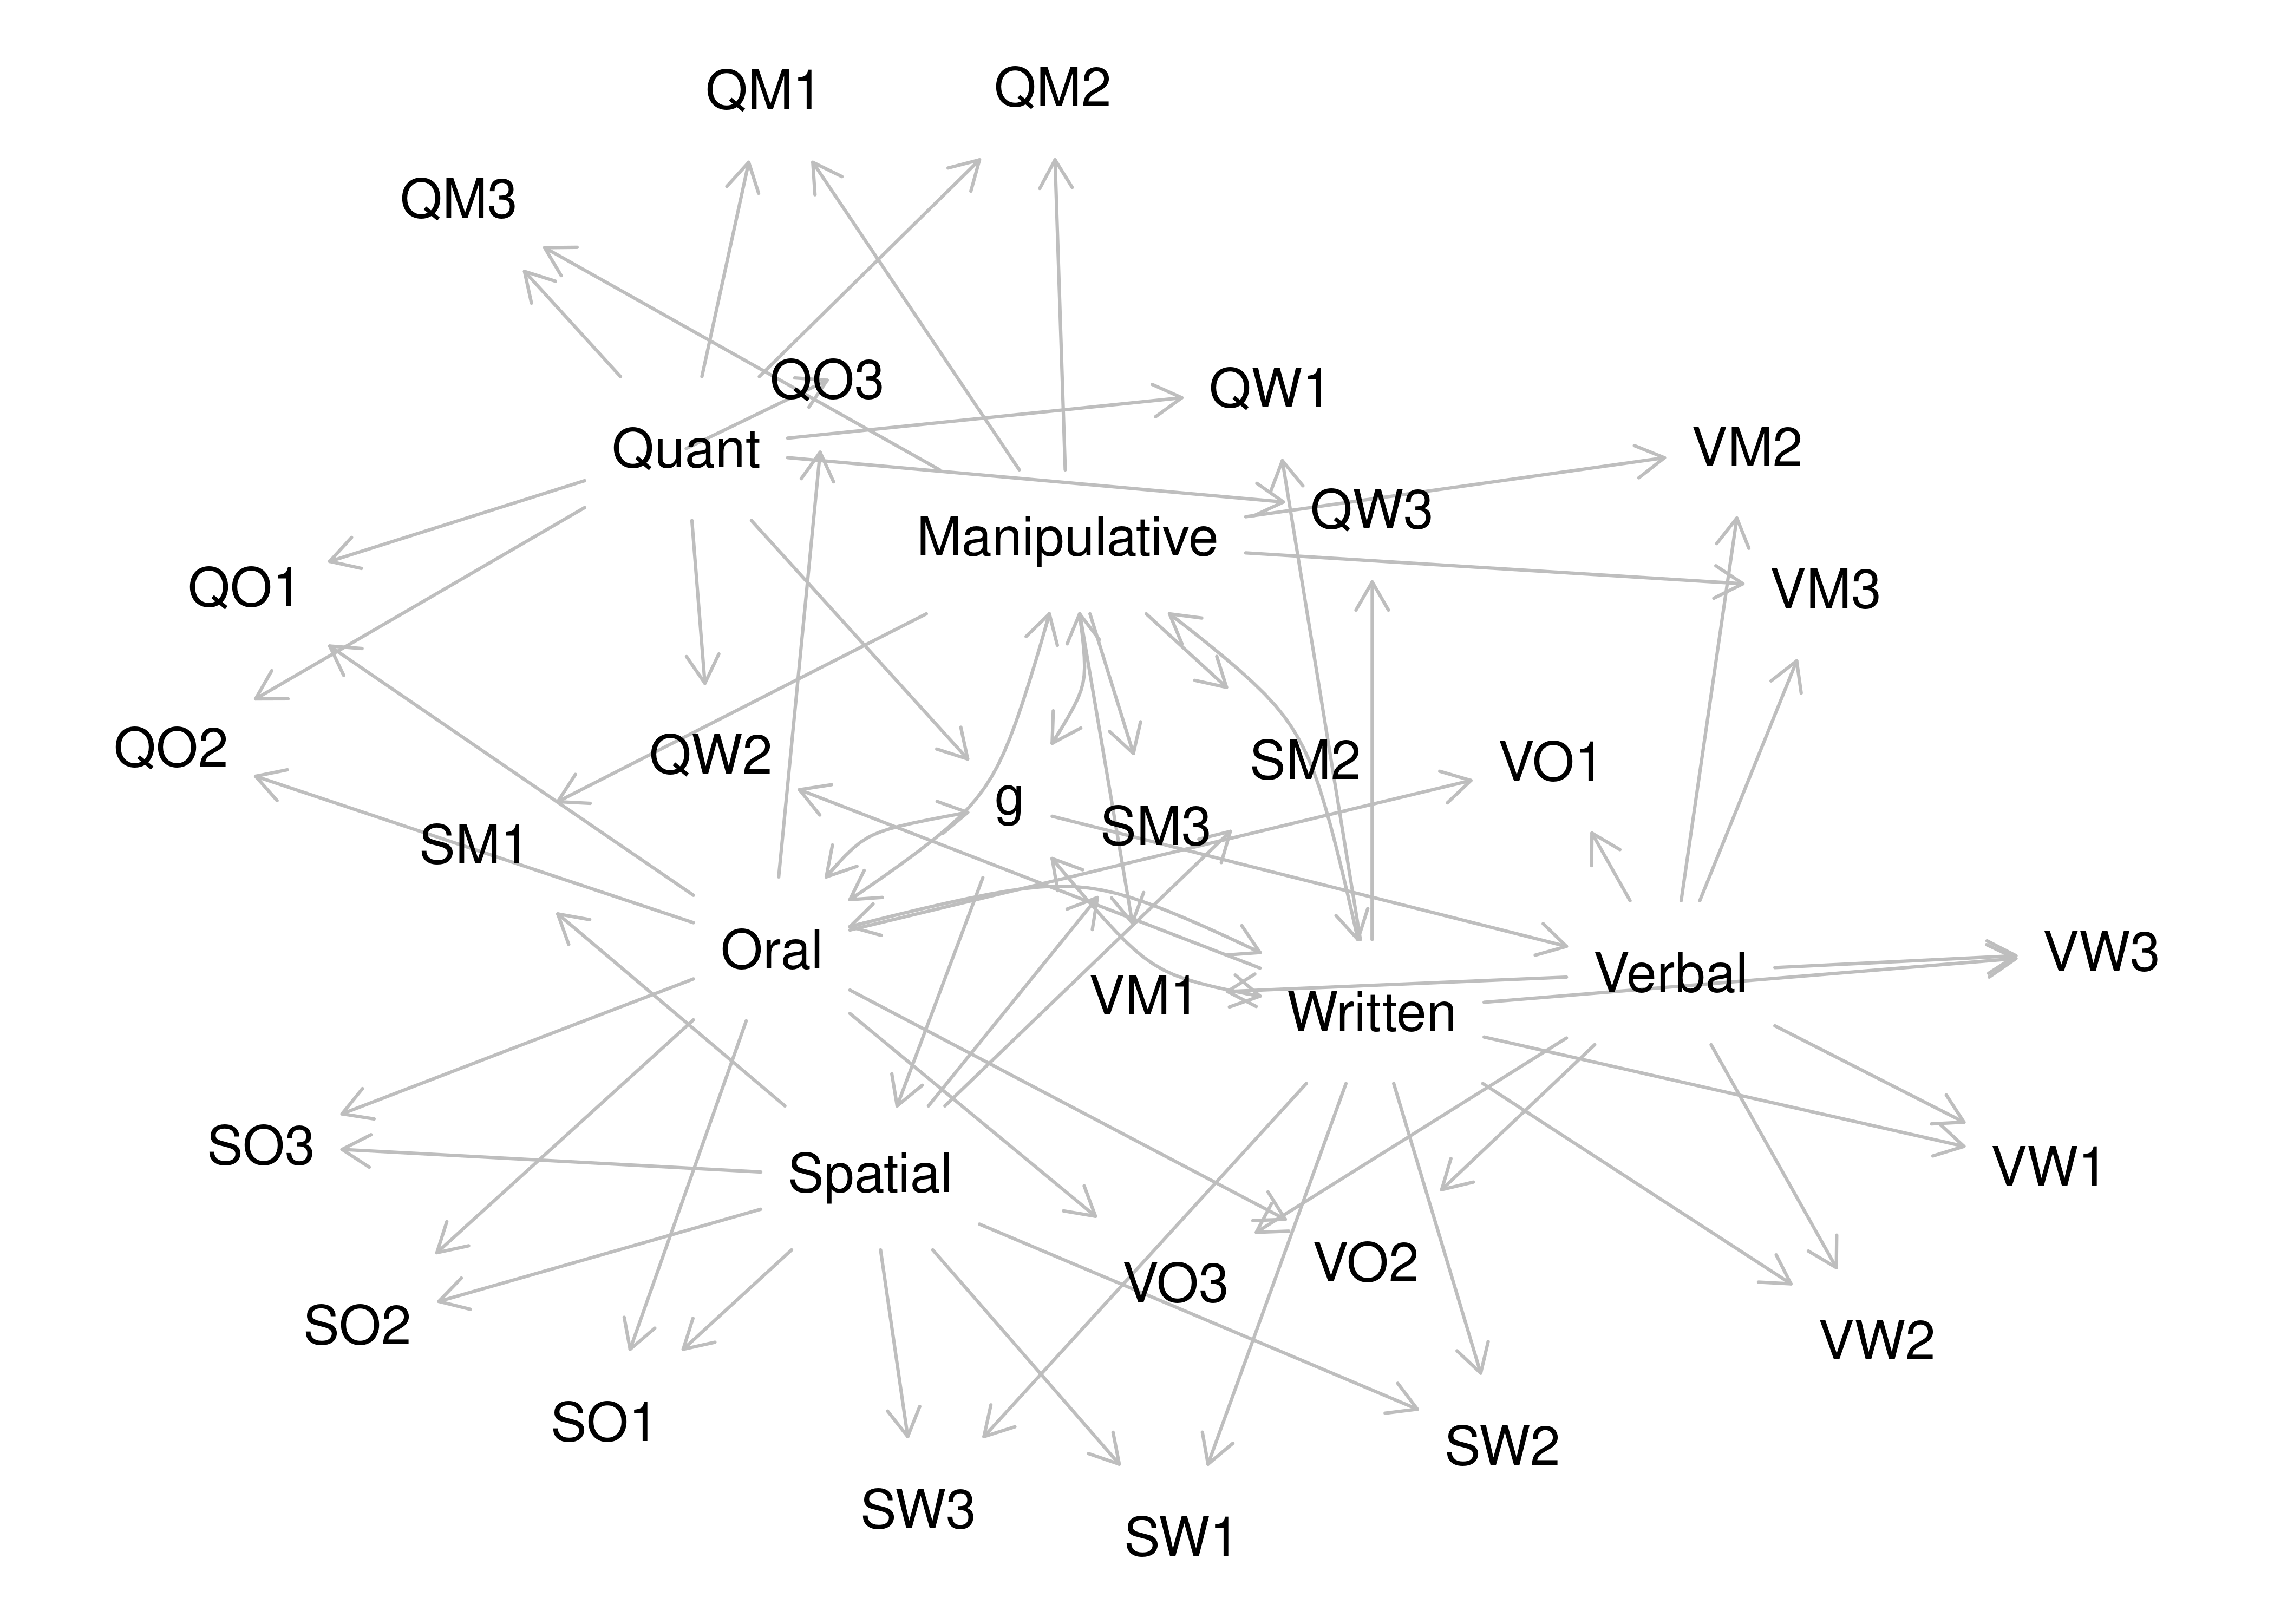 QM1
QM2
QM3
QO3
QW1
Quant
VM2
QW3
Manipulative
QO1
VM3
QO2
QW2
SM2
VO1
g
SM3
SM1
Oral
VW3
Verbal
VM1
Written
SO3
Spatial
VW1
VO2
VO3
SO2
VW2
SO1
SW2
SW3
SW1